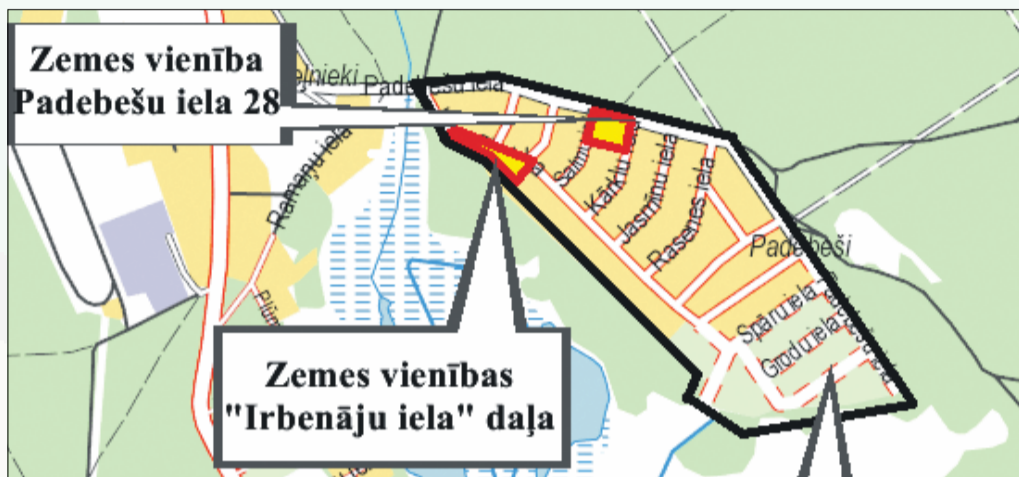 Zemes vienība
Padebešu iela 28
Padebešu iela
Ramaņu iela
Kārklu iela
Jasmīnu iela
Rasenes iela
Padebeši
Spāru iela
Grodu iela
Zemes vienības
"Irbenāju iela" daļa